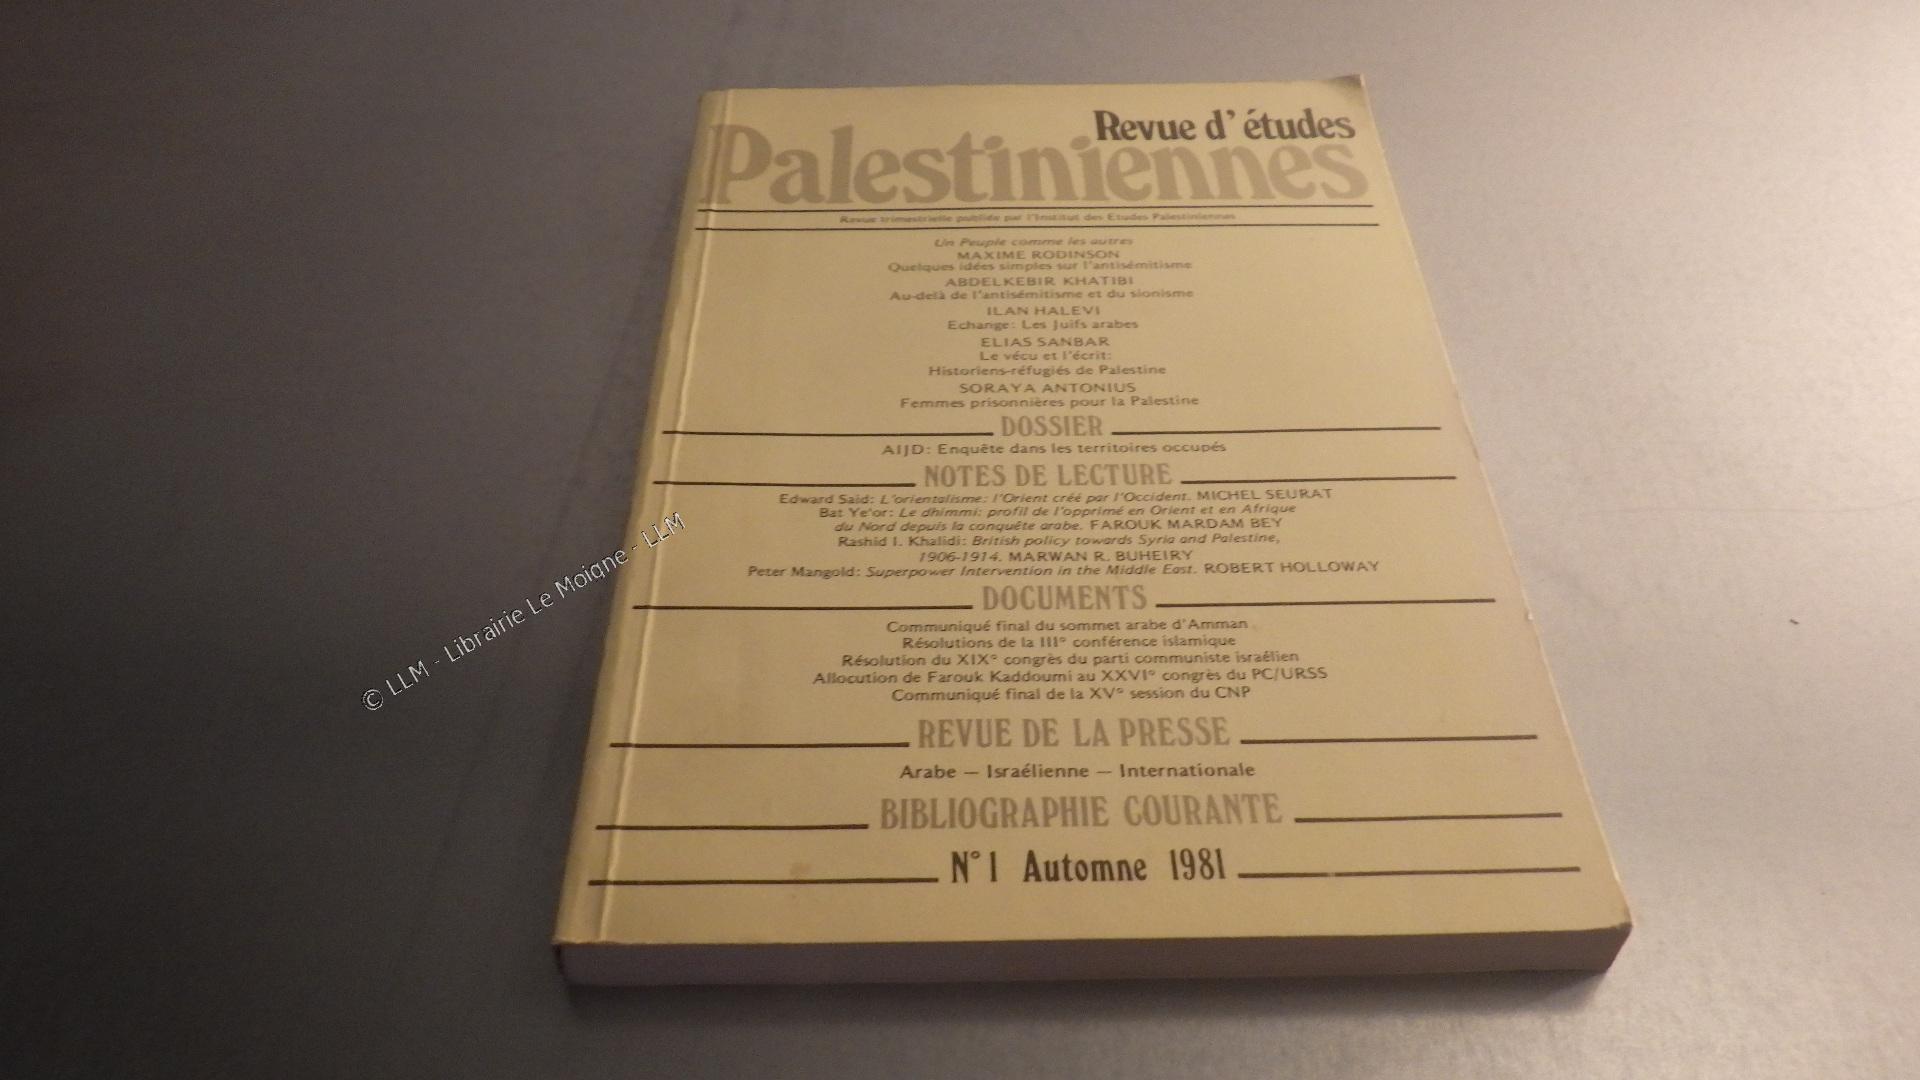 Revue d'études
Palestiniennes
Revue trimestrielle publiée par l'Institut des Etudes Palestiniennes
Un Peuple comme les autres
MAXIME RODINSON
Quelques idées simples sur l'antisémitisme
ABDELKEBIR KHATIBI
Au-delà de l'antisémitisme et du sionisme
ILAN HALEVI
Echange: Les Juifs arabes
ELIAS SANBAR
Le vécu et l'écrit:
Historiens-réfugiés de Palestine
SORAYA ANTONIUS
Femmes prisonnières pour la Palestine
DOSSIER
AIJD: Enquête dans les territoires occupés
NOTES DE LECTURE
Edward Said: L'orientalisme: l'Orient créé par l'Occident. MICHEL SEURAT
Bat Ye'or: Le dhimmi: profil de l'opprimé en Orient et en Afrique
du Nord depuis la conquête arabe. FAROUK MARDAM BEY
Rashid I. Khalidi: British policy towards Syria and Palestine,
1906-1914. MARWAN R. BUHEIRY
Peter Mangold: Superpower Intervention in the Middle East. ROBERT HOLLOWAY
DOCUMENTS
Communiqué final du sommet arabe d'Amman
Résolutions de la III° conférence islamique
Résolution du XIX° congrès du parti communiste israélien
Allocution de Farouk Kaddoumi au XXVI° congrès du PC/URSS
Communiqué final de la XV° session du CNP
REVUE DE LA PRESSE
Arabe — Israélienne — Internationale
BIBLIOGRAPHIE COURANTE
N° 1 Automne 1981
© LLM - Librairie Le Moigne - LLM